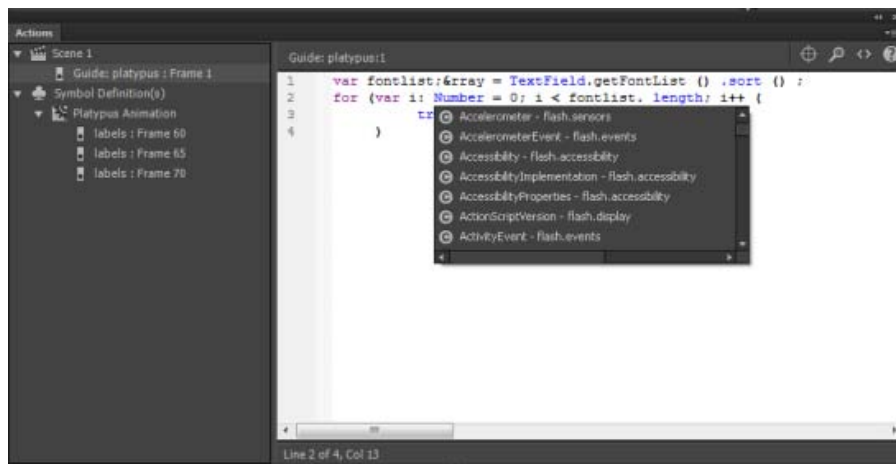 Actions
Scene 1
Guide: platypus : Frame 1
Symbol Definition(s)
Platypus Animation
labels : Frame 60
labels : Frame 65
labels : Frame 70
Guide: platypus:1
1 var fontlist;&rray = TextField.getFontList () .sort () ;
2 for (var i: Number = 0; i < fontlist. length; i++ (
3 tr
4 )
Accelerometer - flash.sensors
AccelerometerEvent - flash.events
Accessibility - flash.accessibility
AccessibilityImplementation - flash.accessibility
AccessibilityProperties - flash.accessibility
ActionScriptVersion - flash.display
ActivityEvent - flash.events
Line 2 of 4, Col 13